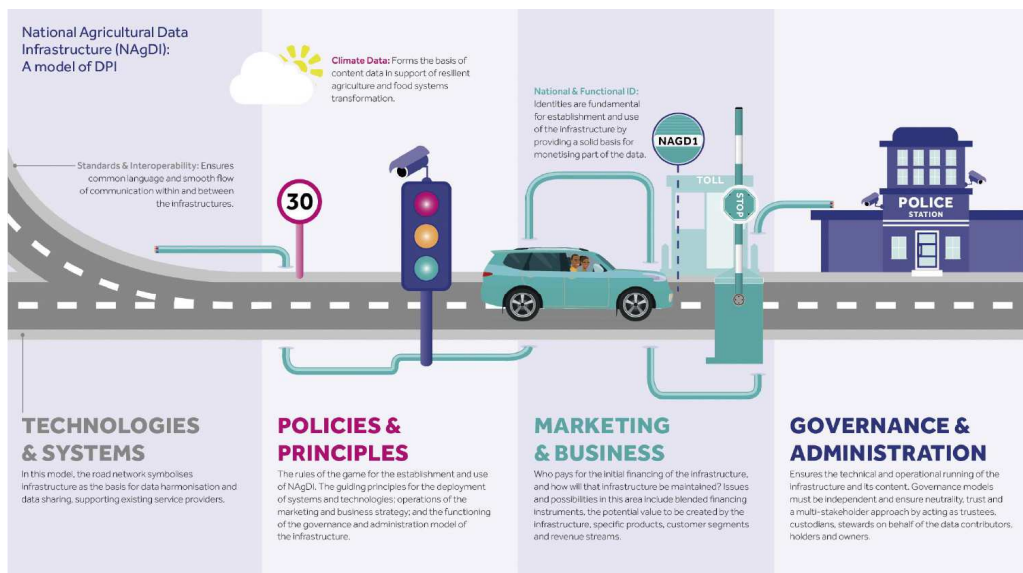 National Agricultural Data
Infrastructure (NAgDI):
A model of DPI
Climate Data: Forms the basis of
content data in support of resilient
agriculture and food systems
transformation.
National & Functional ID:
Identities are fundamental
for establishment and use
of the infrastructure by
providing a solid basis for
monetising part of the data.
Standards & Interoperability: Ensures
common language and smooth flow
of communication within and between
the infrastructures.
30
NAGD1
TOLL
STOP
POLICE
STATION
TECHNOLOGIES
& SYSTEMS
In this model, the road network symbolises
infrastructure as the basis for data harmonisation and
data sharing, supporting existing service providers.
POLICIES &
PRINCIPLES
The rules of the game for the establishment and use
of NAgDI. The guiding principles for the deployment
of systems and technologies; operations of the
marketing and business strategy; and the functioning
of the governance and administration model of
the infrastructure.
MARKETING
& BUSINESS
Who pays for the initial financing of the infrastructure,
and how will that infrastructure be maintained? Issues
and possibilities in this area include blended financing
instruments, the potential value to be created by the
infrastructure, specific products, customer segments
and revenue streams.
GOVERNANCE &
ADMINISTRATION
Ensures the technical and operational running of the
infrastructure and its content. Governance models
must be independent and ensure neutrality, trust and
a multi-stakeholder approach by acting as trustees,
custodians, stewards on behalf of the data contributors,
holders and owners.